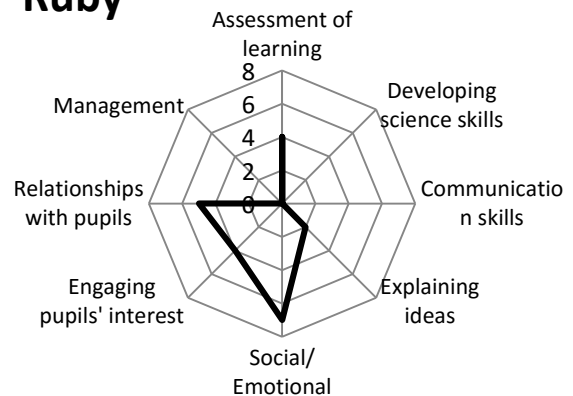 Ruby
Assessment of
learning
8
6
4
2
0
Developing
science skills
Communicatio
n skills
Explaining
ideas
Social/
Emotional
Engaging
pupils' interest
Relationships
with pupils
Management